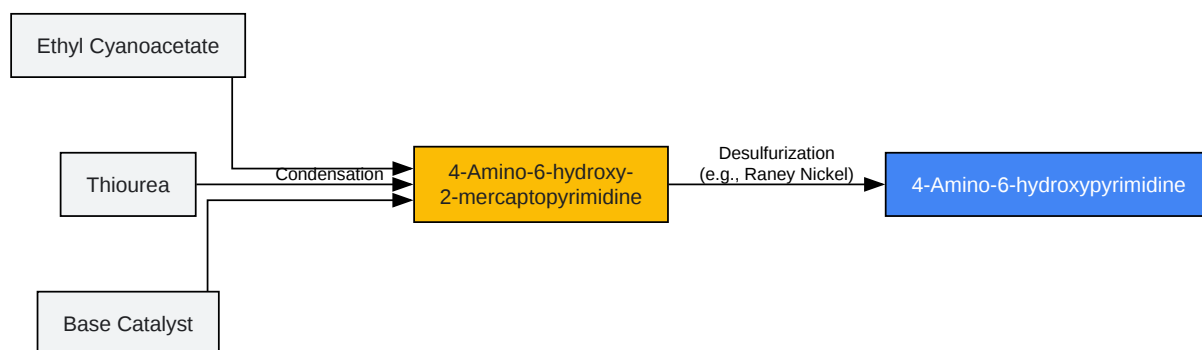 Ethyl Cyanoacetate
Thiourea
Condensation
4-Amino-6-hydroxy-
2-mercaptopyrimidine
Desulfurization
(e.g., Raney Nickel)
4-Amino-6-hydroxypyrimidine
Base Catalyst